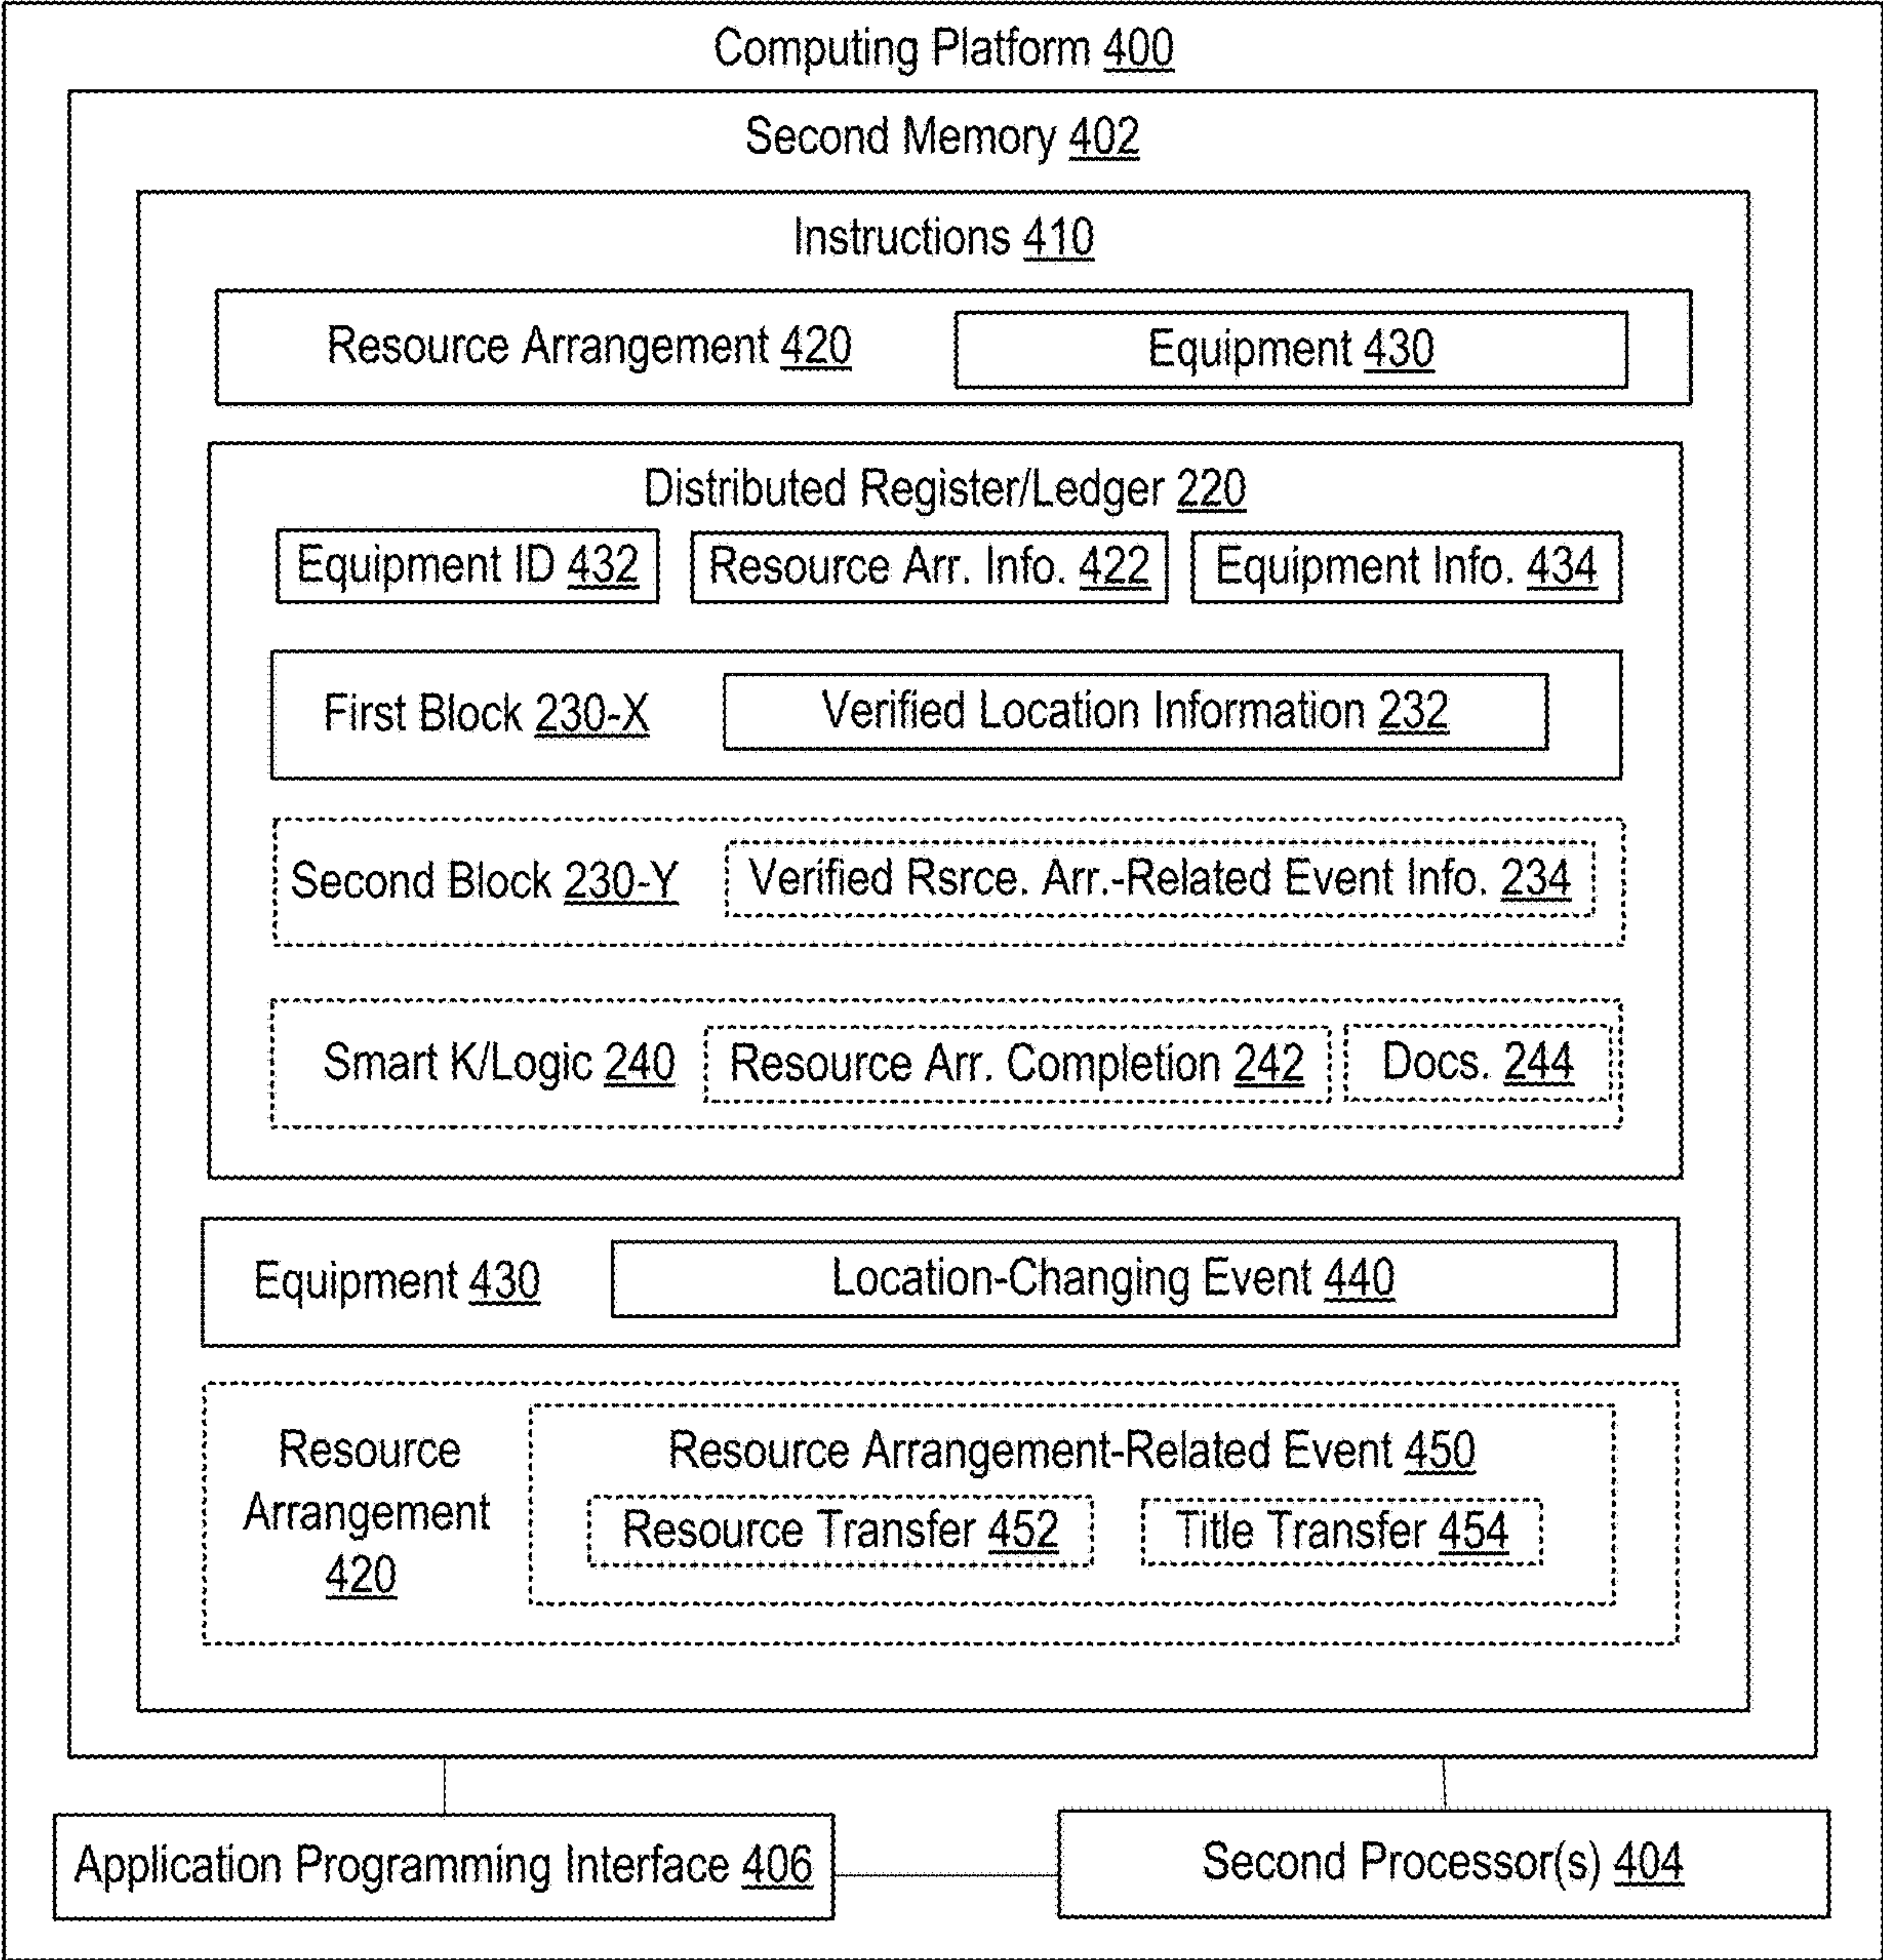 Computing Platform 400
Second Memory 402
Instructions 410
Resource Arrangement 420
Equipment 430
Distributed Register/Ledger 220
Equipment ID 432
Resource Arr. Info. 422
Equipment Info. 434
First Block 230-X
Verified Location Information 232
Second Block 230-Y
Verified Rsrce. Arr.-Related Event Info. 234
Smart K/Logic 240
Resource Arr. Completion 242
Docs. 244
Equipment 430
Location-Changing Event 440
Resource
Arrangement
420
Resource Arrangement-Related Event 450
Resource Transfer 452
Title Transfer 454
Application Programming Interface 406
Second Processor(s) 404